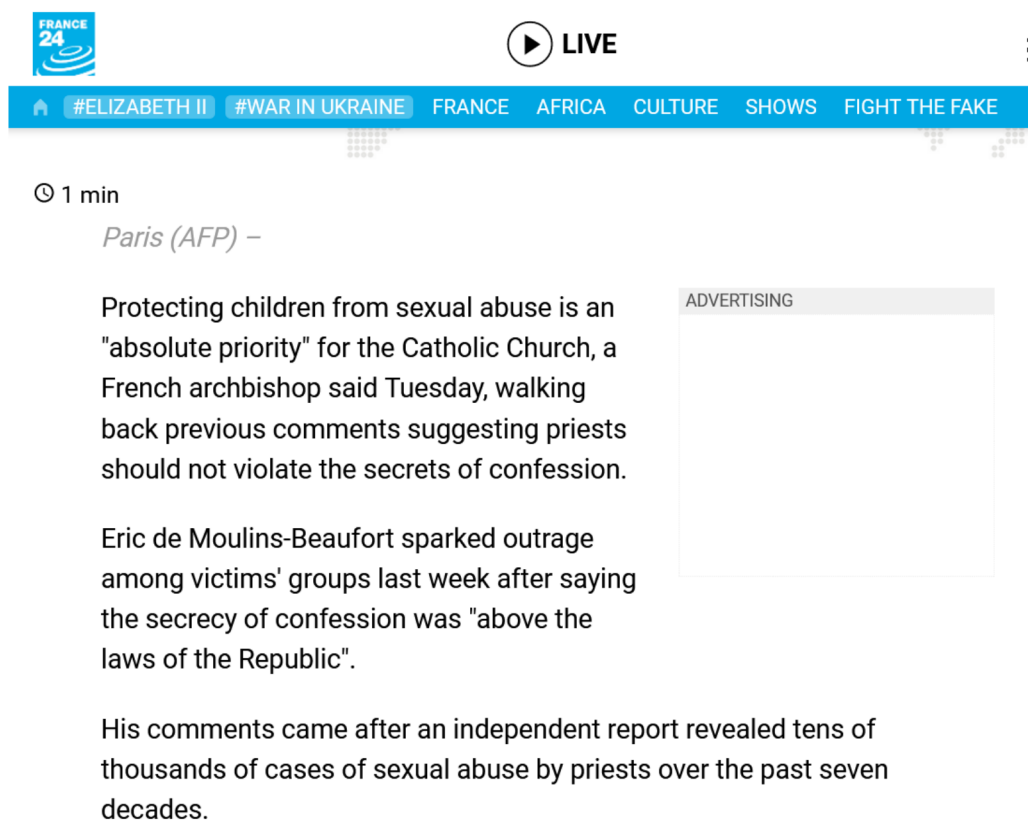 FRANCE
24
LIVE
#ELIZABETH II #WAR IN UKRAINE FRANCE AFRICA CULTURE SHOWS FIGHT THE FAKE
1 min
Paris (AFP) –
Protecting children from sexual abuse is an
"absolute priority" for the Catholic Church, a
French archbishop said Tuesday, walking
back previous comments suggesting priests
should not violate the secrets of confession.
ADVERTISING
Eric de Moulins-Beaufort sparked outrage
among victims' groups last week after saying
the secrecy of confession was "above the
laws of the Republic".
His comments came after an independent report revealed tens of
thousands of cases of sexual abuse by priests over the past seven
decades.